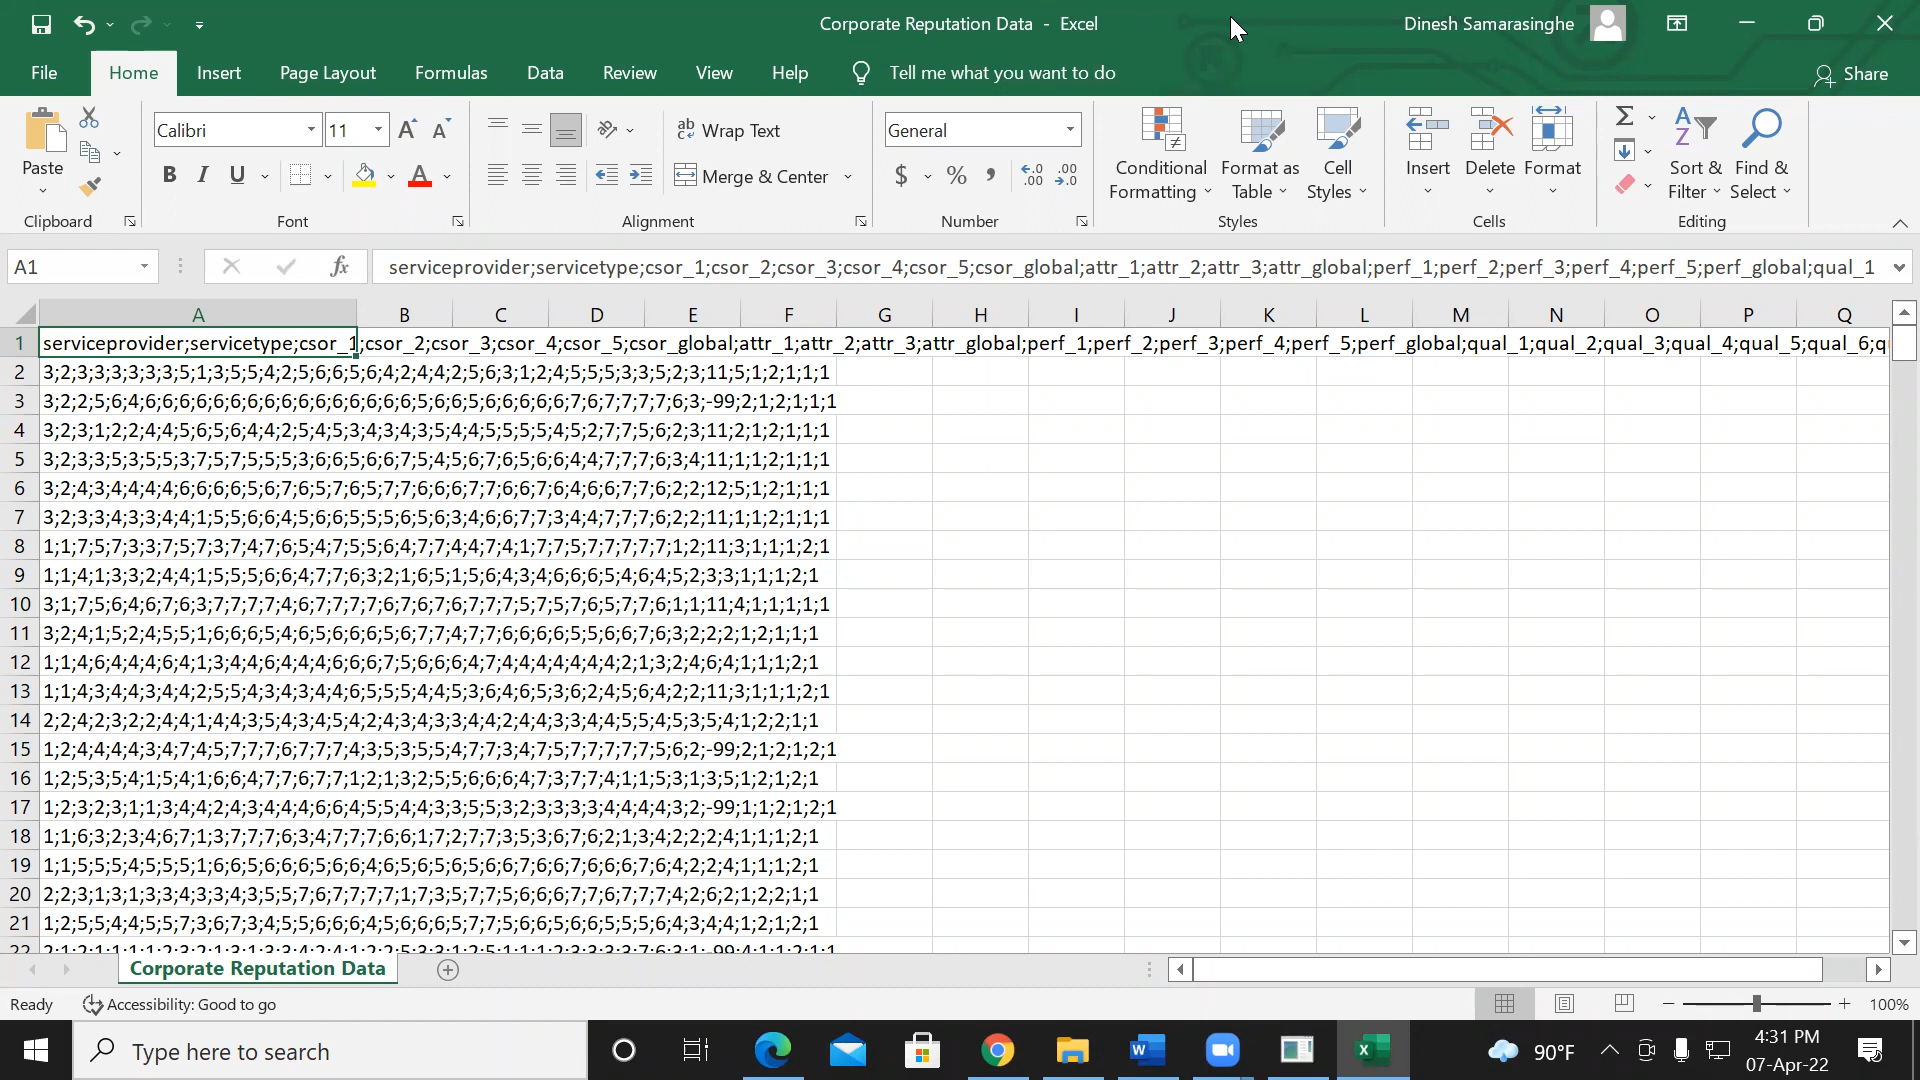 Corporate Reputation Data - Excel
Dinesh Samarasinghe
File Home Insert Page Layout Formulas Data Review View Help Tell me what you want to do Share
Calibri 11
Wrap Text
General
Paste
Merge & Center
$ % ,
Conditional Formatting
Format as Table
Cell Styles
Insert Delete Format
Sort & Filter
Find & Select
Clipboard Font Alignment Number Styles Cells Editing
A1
serviceprovider;servicetype;csor_1;csor_2;csor_3;csor_4;csor_5;csor_global;attr_1;attr_2;attr_3;attr_global;perf_1;perf_2;perf_3;perf_4;perf_5;perf_global;qual_1
A B C D E F G H I J K L M N O P Q
1 serviceprovider;servicetype;csor_1;csor_2;csor_3;csor_4;csor_5;csor_global;attr_1;attr_2;attr_3;attr_global;perf_1;perf_2;perf_3;perf_4;perf_5;perf_global;qual_1;qual_2;qual_3;qual_4;qual_5;qual_6;q
2 3;2;3;3;3;3;3;3;5;1;3;5;5;4;2;5;6;6;5;6;4;2;4;4;2;5;6;3;1;2;4;5;5;5;3;3;5;2;3;11;5;1;2;1;1;1
3 3;2;2;5;6;4;6;6;6;6;6;6;6;6;6;6;6;6;6;5;6;6;5;6;6;6;6;6;7;6;7;7;7;7;6;3;-99;2;1;2;1;1;1
4 3;2;3;1;2;2;4;4;5;6;5;6;4;4;2;5;4;5;3;4;3;4;3;5;4;4;5;5;5;5;4;5;2;7;7;5;6;2;3;11;2;1;2;1;1;1
5 3;2;3;3;5;3;5;5;3;7;5;7;5;5;5;3;6;6;5;6;6;7;5;4;5;6;7;6;5;6;6;4;4;7;7;7;6;3;4;11;1;1;2;1;1;1
6 3;2;4;3;4;4;4;4;6;6;6;6;5;6;7;6;5;7;6;5;7;7;6;6;6;7;7;6;6;7;6;4;6;6;7;7;6;2;2;12;5;1;2;1;1;1
7 3;2;3;3;4;3;3;4;4;1;5;5;6;6;4;5;6;6;5;5;5;6;5;6;3;4;6;6;7;7;3;4;4;7;7;7;6;2;2;11;1;1;2;1;1;1
8 1;1;7;5;7;3;3;7;5;7;3;7;4;7;6;5;4;7;5;5;6;4;7;7;4;4;7;4;1;7;7;5;7;7;7;7;7;1;2;11;3;1;1;1;2;1
9 1;1;4;1;3;3;2;4;4;1;5;5;5;6;6;4;7;7;6;3;2;1;6;5;1;5;6;4;3;4;6;6;6;5;4;6;4;5;2;3;3;1;1;1;2;1
10 3;1;7;5;6;4;6;7;6;3;7;7;7;7;4;6;7;7;7;7;6;7;6;7;6;7;7;7;5;7;5;7;6;5;7;7;6;1;1;11;4;1;1;1;1;1
11 3;2;4;1;5;2;4;5;5;1;6;6;6;5;4;6;5;6;6;6;5;6;7;7;4;7;7;6;6;6;6;5;5;6;6;7;6;3;2;2;2;1;2;1;1;1
12 1;1;4;6;4;4;4;6;4;1;3;4;4;6;4;4;4;6;6;6;7;5;6;6;6;4;7;4;4;4;4;4;4;4;2;1;3;2;4;6;4;1;1;1;2;1
13 1;1;4;3;4;4;3;4;4;2;5;5;4;3;4;3;4;4;6;5;5;5;4;4;5;3;6;4;6;5;3;6;2;4;5;6;4;2;2;11;3;1;1;1;2;1
14 2;2;4;2;3;2;2;4;4;1;4;4;3;5;4;3;4;5;4;2;4;3;4;3;3;4;4;2;4;4;3;3;4;4;5;5;4;5;3;5;4;1;2;2;1;1
15 1;2;4;4;4;4;3;4;7;4;5;7;7;7;6;7;7;7;4;3;5;3;5;5;4;7;7;3;4;7;5;7;7;7;7;7;5;6;2;-99;2;1;2;1;2;1
16 1;2;5;3;5;4;1;5;4;1;6;6;4;7;7;6;7;7;1;2;1;3;2;5;5;6;6;6;4;7;3;7;7;4;1;1;5;3;1;3;5;1;2;1;2;1
17 1;2;3;2;3;1;1;3;4;4;2;4;3;4;4;4;6;6;4;5;5;4;4;3;3;5;5;3;2;3;3;3;3;4;4;4;4;3;2;-99;1;1;2;1;2;1
18 1;1;6;3;2;3;4;6;7;1;3;7;7;7;6;3;4;7;7;7;6;6;1;7;2;7;7;3;5;3;6;7;6;2;1;3;4;2;2;2;4;1;1;1;2;1
19 1;1;5;5;5;4;5;5;5;1;6;6;5;6;6;6;5;6;6;4;6;5;6;5;6;5;6;6;7;6;6;7;6;6;6;7;6;4;2;2;4;1;1;1;2;1
20 2;2;3;1;3;1;3;3;4;3;3;4;3;5;5;7;6;7;7;7;7;1;7;3;5;7;7;5;6;6;6;7;7;6;7;7;7;4;2;6;2;1;2;2;1;1
21 1;2;5;5;4;4;5;5;7;3;6;7;3;4;5;5;6;6;6;4;5;6;6;6;5;7;7;5;6;6;5;6;6;5;5;5;6;4;3;4;4;1;2;1;2;1
Corporate Reputation Data
Ready Accessibility: Good to go 100%
Type here to search
90°F
4:31 PM
07-Apr-22